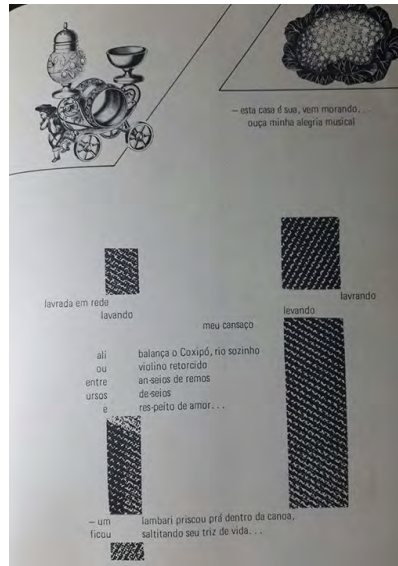 – esta casa é sua, vem morando. . .
ouça minha alegria musical
lavrando
lavrada em rede
lavando
levando
meu cansaço
ali balança o Coxipó, rio sozinho
ou violino retorcido
entre an-seios de remos
ursos de-seios
e res-peito de amor. . .
– um lambari priscou prá dentro da canoa,
ficou saltitando seu triz de vida. . .